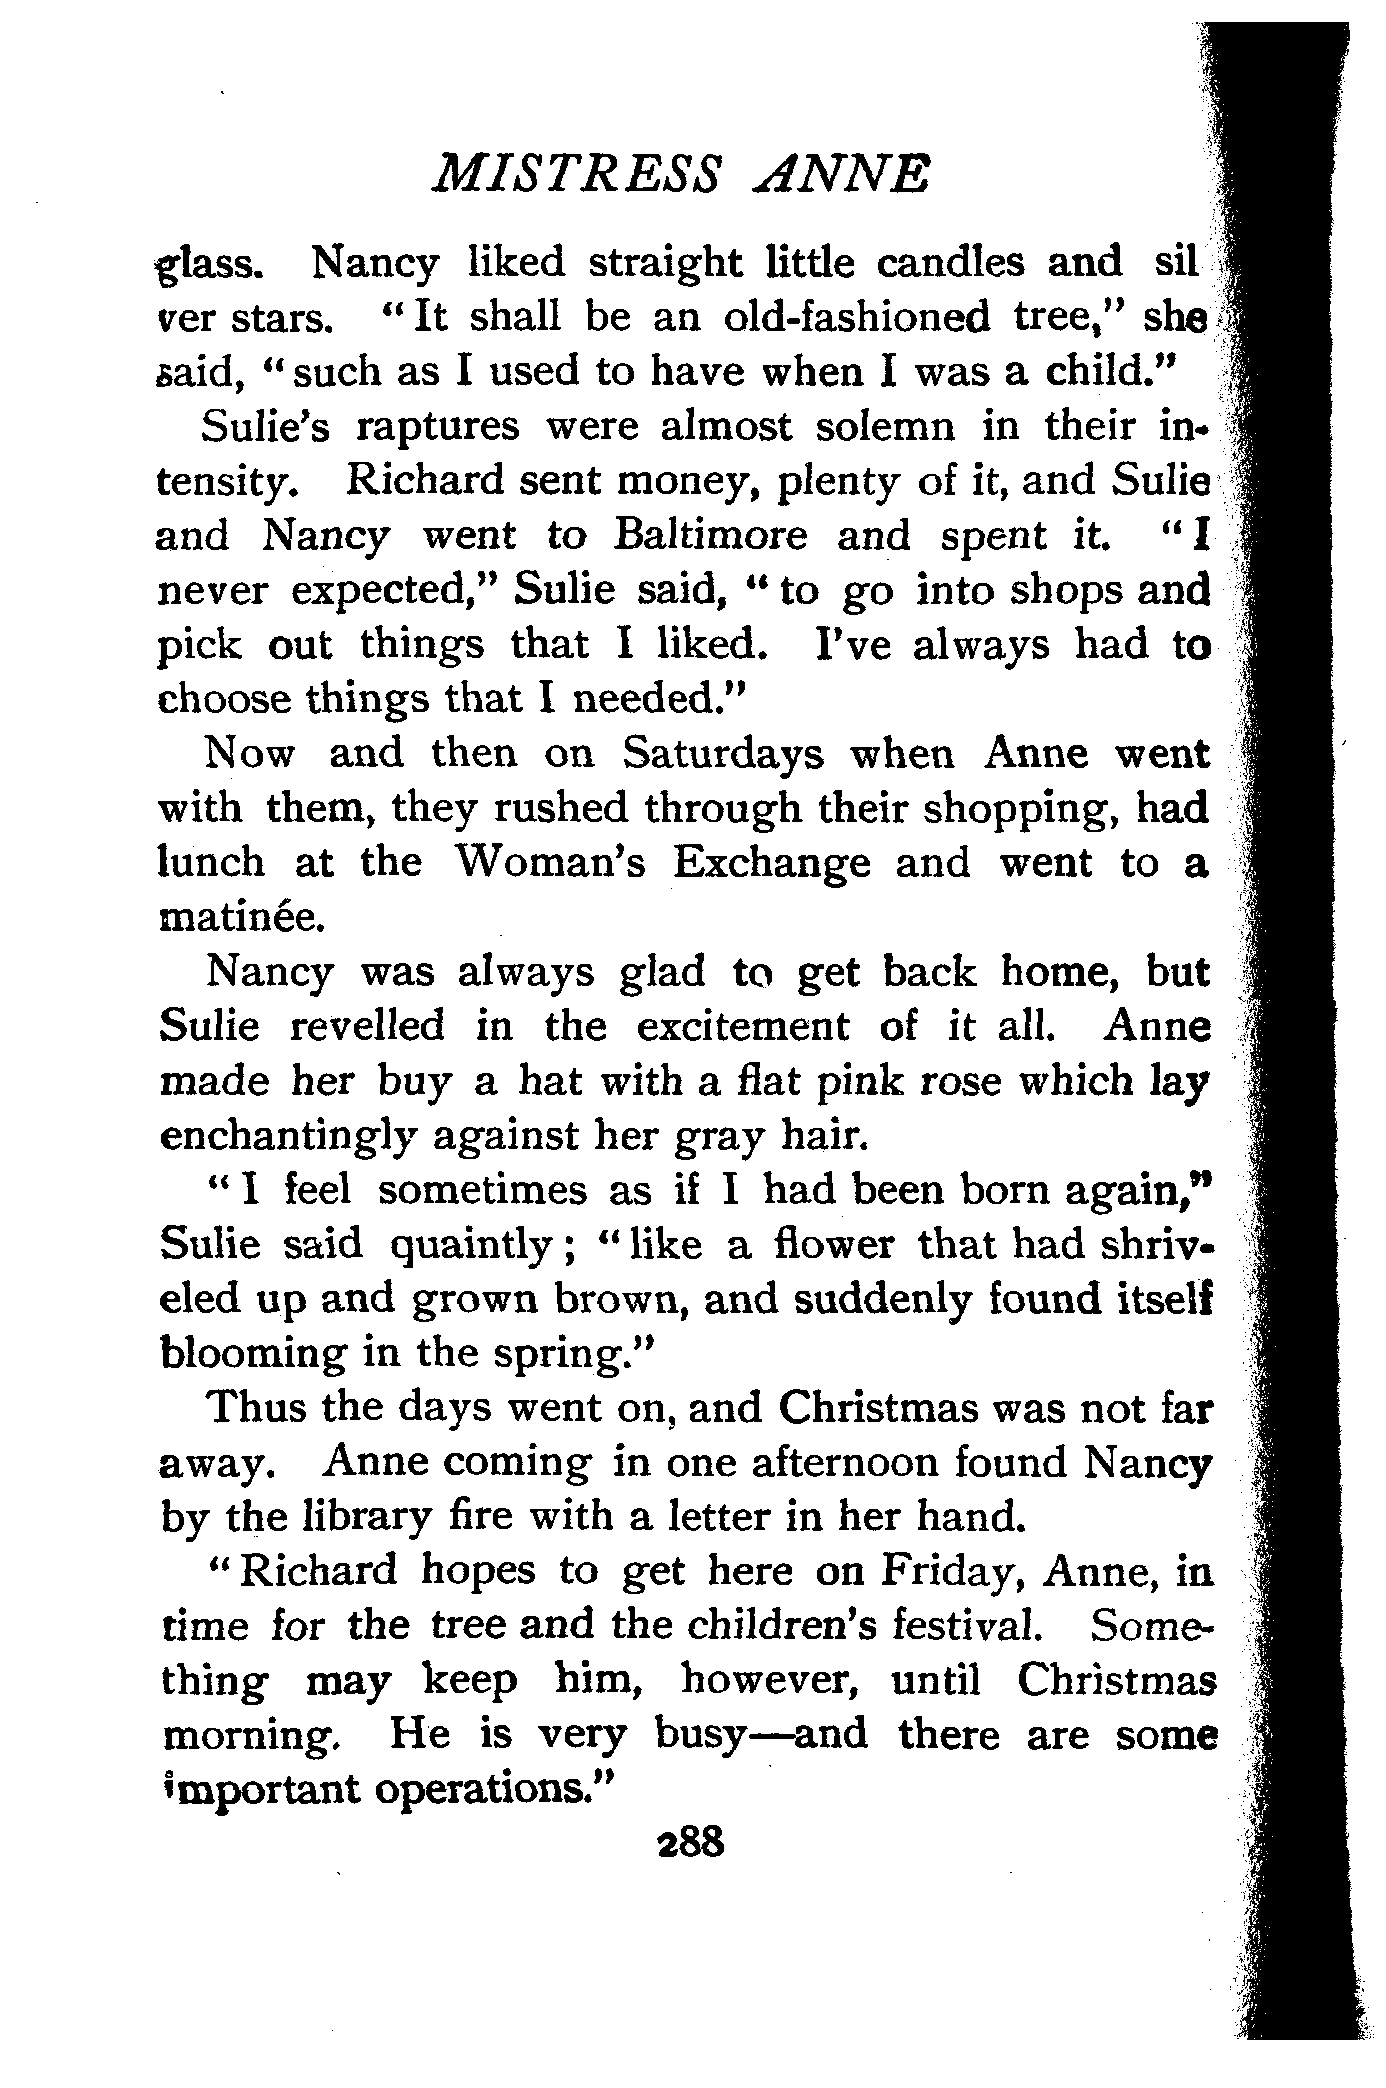 MISTRESS ANNE
glass. Nancy liked straight little candles and sil
ver stars. "It shall be an old-fashioned tree," she
said, "such as I used to have when I was a child."
Sulie's raptures were almost solemn in their in-
tensity. Richard sent money, plenty of it, and Sulie
and Nancy went to Baltimore and spent it. "I
never expected," Sulie said, "to go into shops and
pick out things that I liked. I've always had to
choose things that I needed."
Now and then on Saturdays when Anne went
with them, they rushed through their shopping, had
lunch at the Woman's Exchange and went to a
matinée.
Nancy was always glad to get back home, but
Sulie revelled in the excitement of it all. Anne
made her buy a hat with a flat pink rose which lay
enchantingly against her gray hair.
"I feel sometimes as if I had been born again,"
Sulie said quaintly; "like a flower that had shriv-
eled up and grown brown, and suddenly found itself
blooming in the spring."
Thus the days went on, and Christmas was not far
away. Anne coming in one afternoon found Nancy
by the library fire with a letter in her hand.
"Richard hopes to get here on Friday, Anne, in
time for the tree and the children's festival. Some-
thing may keep him, however, until Christmas
morning. He is very busy—and there are some
important operations."
288